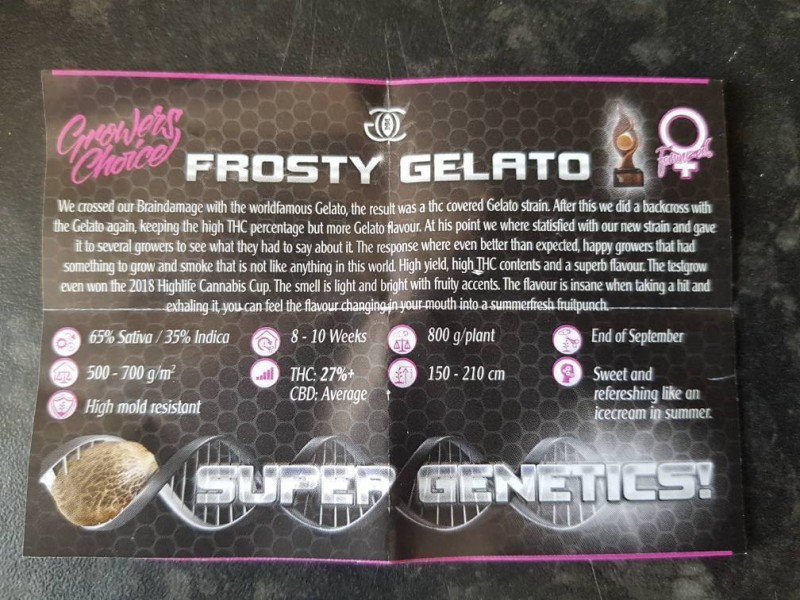 Growers
Choice
FROSTY GELATO
Feminized
We crossed our Braindamage with the worldfamous Gelato, the result was a thc covered Gelato strain. After this we did a backcross with
the Gelato again, keeping the high THC percentage but more Gelato flavour. At his point we where statisfied with our new strain and gave
it to several growers to see what they had to say about it. The response where even better than expected, happy growers that had
something to grow and smoke that is not like anything in this world. High yield, high THC contents and a superb flavour. The testgrow
even won the 2018 Highlife Cannabis Cup. The smell is light and bright with fruity accents. The flavour is insane when taking a hit and
exhaling it, you can feel the flavour changing in your mouth into a summerfresh fruitpunch.
65% Sativa / 35% Indica
8 - 10 Weeks
800 g/plant
End of September
500 - 700 g/m²
THC: 27%+
CBD: Average
150 - 210 cm
Sweet and
refereshing like an
icecream in summer.
High mold resistant
SUPER GENETICS!